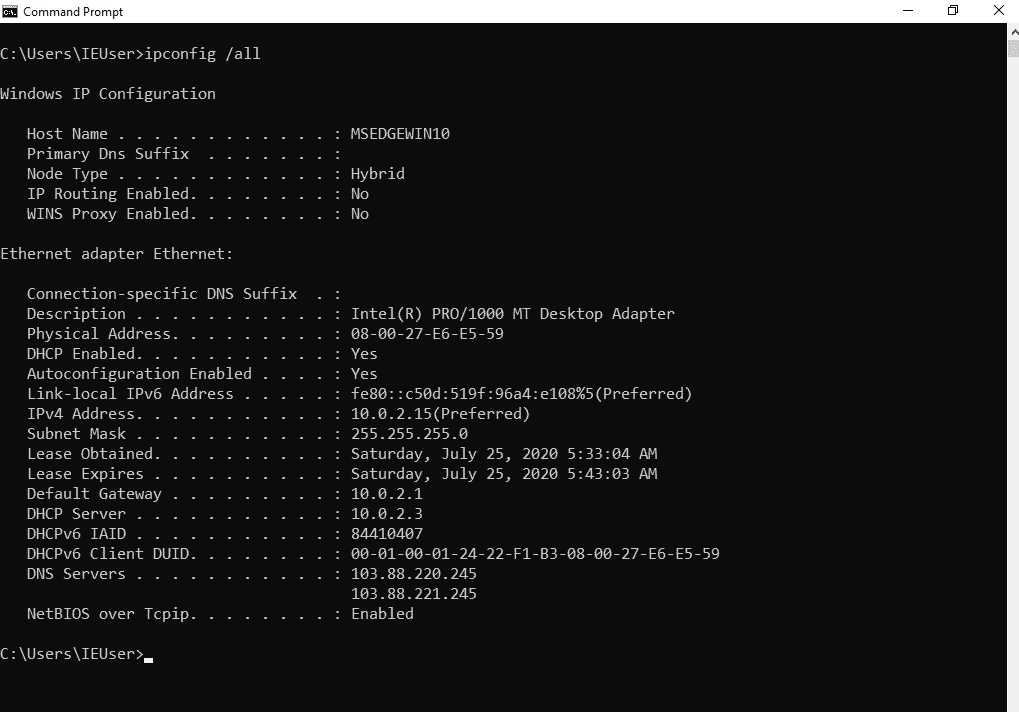 Command Prompt
C:\Users\IEUser>ipconfig /all
Windows IP Configuration
   Host Name . . . . . . . . . . . . : MSEDGEWIN10
   Primary Dns Suffix  . . . . . . . :
   Node Type . . . . . . . . . . . . : Hybrid
   IP Routing Enabled. . . . . . . . : No
   WINS Proxy Enabled. . . . . . . . : No
Ethernet adapter Ethernet:
   Connection-specific DNS Suffix  . :
   Description . . . . . . . . . . . : Intel(R) PRO/1000 MT Desktop Adapter
   Physical Address. . . . . . . . . : 08-00-27-E6-E5-59
   DHCP Enabled. . . . . . . . . . . : Yes
   Autoconfiguration Enabled . . . . : Yes
   Link-local IPv6 Address . . . . . : fe80::c50d:519f:96a4:e108%5(Preferred)
   IPv4 Address. . . . . . . . . . . : 10.0.2.15(Preferred)
   Subnet Mask . . . . . . . . . . . : 255.255.255.0
   Lease Obtained. . . . . . . . . . : Saturday, July 25, 2020 5:33:04 AM
   Lease Expires . . . . . . . . . . : Saturday, July 25, 2020 5:43:03 AM
   Default Gateway . . . . . . . . . : 10.0.2.1
   DHCP Server . . . . . . . . . . . : 10.0.2.3
   DHCPv6 IAID . . . . . . . . . . . : 84410407
   DHCPv6 Client DUID. . . . . . . . : 00-01-00-01-24-22-F1-B3-08-00-27-E6-E5-59
   DNS Servers . . . . . . . . . . . : 103.88.220.245
                                       103.88.221.245
   NetBIOS over Tcpip. . . . . . . . : Enabled
C:\Users\IEUser>